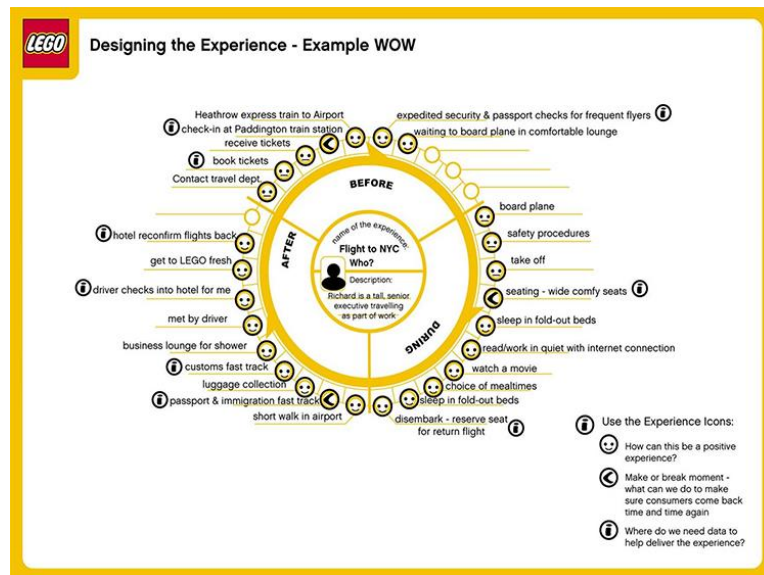 LEGO
Designing the Experience - Example WOW
Heathrow express train to Airport
check-in at Paddington train station
receive tickets
book tickets
Contact travel dept.
expedited security & passport checks for frequent flyers
waiting to board plane in comfortable lounge
BEFORE
board plane
safety procedures
take off
seating - wide comfy seats
sleep in fold-out beds
read/work in quiet with internet connection
watch a movie
choice of mealtimes
sleep in fold-out beds
disembark - reserve seat
for return flight
DURING
name of the experience:
Flight to NYC
Who?
Description:
Richard is a tall, senior
executive travelling
as part of work
AFTER
hotel reconfirm flights back
get to LEGO fresh
driver checks into hotel for me
met by driver
business lounge for shower
customs fast track
luggage collection
passport & immigration fast track
short walk in airport
Use the Experience Icons:
How can this be a positive
experience?
Make or break moment -
what can we do to make
sure consumers come back
time and time again
Where do we need data to
help deliver the experience?